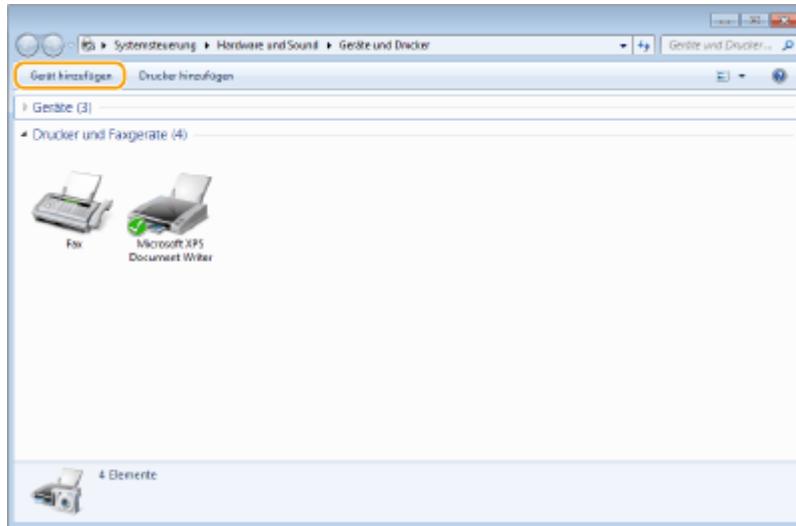 Systemsteuerung ▸ Hardware und Sound ▸ Geräte und Drucker
Geräte und Drucker...
Gerät hinzufügen Drucker hinzufügen
Geräte (3)
Drucker und Faxgeräte (4)
Fax
Microsoft XPS
Document Writer
4 Elemente